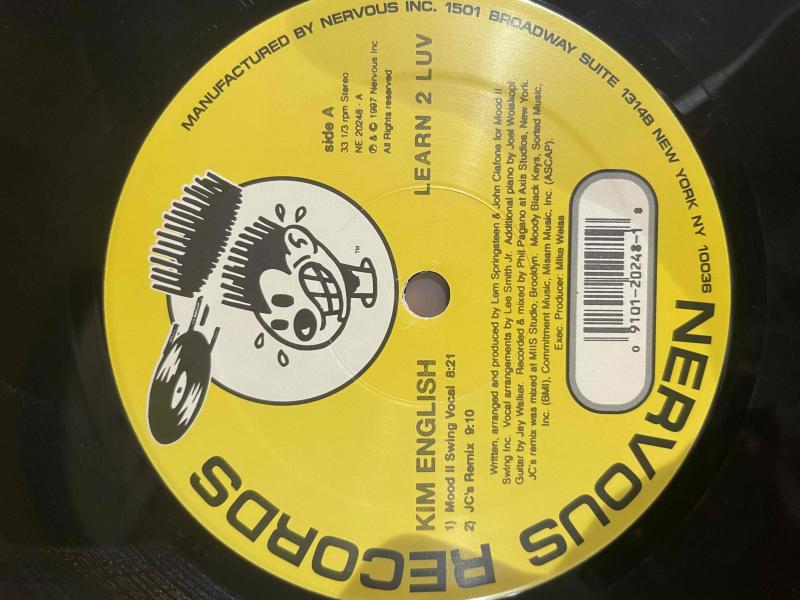 MANUFACTURED BY NERVOUS INC. 1501 BROADWAY SUITE 1314B NEW YORK NY 10036
NERVOUS RECORDS
TM
side A
33 1/3 rpm Stereo
NE 20248 - A
℗ & © 1997 Nervous Inc
All Rights reserved
KIM ENGLISH
LEARN 2 LUV
1) Mood II Swing Vocal 8:21
2) JC's Remix 9:10
Written, arranged and produced by Lem Springsteen & John Ciafone for Mood II
Swing Inc. Vocal arrangements by Lee Smith Jr. Additional piano by Joel Wolskopi.
Guitar by Jay Walker. Recorded & mixed by Phil Pagano at Axis Studios, New York.
JC's remix was mixed at MIIS Studio, Brooklyn. Moody Black Keys, Sorted Music,
Inc. (BMI), Commitment Music, Misam Music, Inc. (ASCAP).
Exec. Producer: Mike Weiss
0 9101-20248-1 8